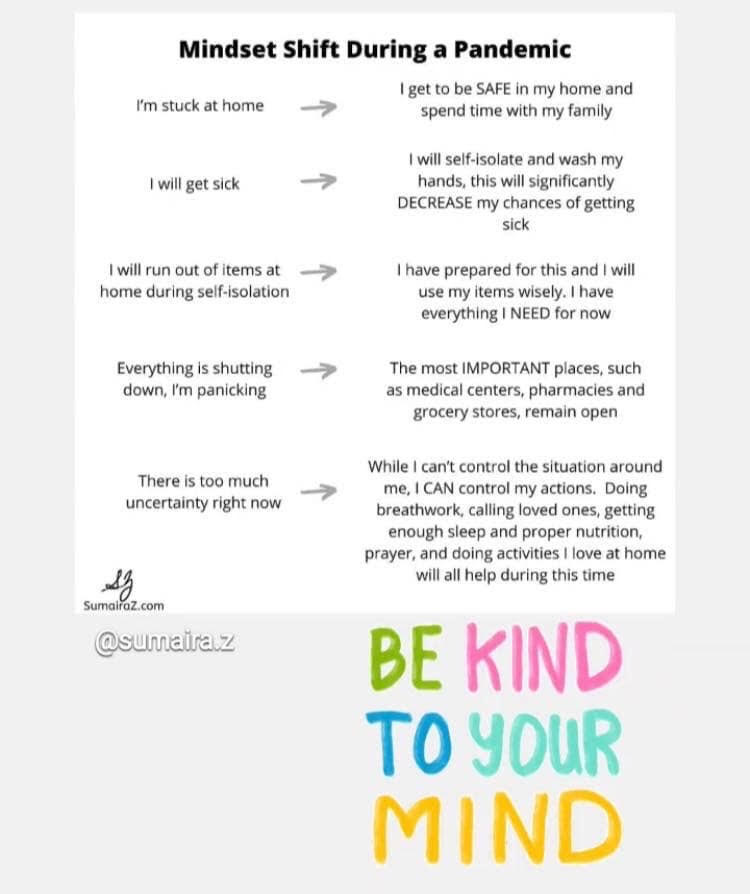 Mindset Shift During a Pandemic
I'm stuck at home
I get to be SAFE in my home and
spend time with my family
I will get sick
I will self-isolate and wash my
hands, this will significantly
DECREASE my chances of getting
sick
I will run out of items at
home during self-isolation
I have prepared for this and I will
use my items wisely. I have
everything I NEED for now
Everything is shutting
down, I'm panicking
The most IMPORTANT places, such
as medical centers, pharmacies and
grocery stores, remain open
There is too much
uncertainty right now
While I can't control the situation around
me, I CAN control my actions. Doing
breathwork, calling loved ones, getting
enough sleep and proper nutrition,
prayer, and doing activities I love at home
will all help during this time
SZ
SumairaZ.com
@sumaira.z
BE KIND
TO YOUR
MIND